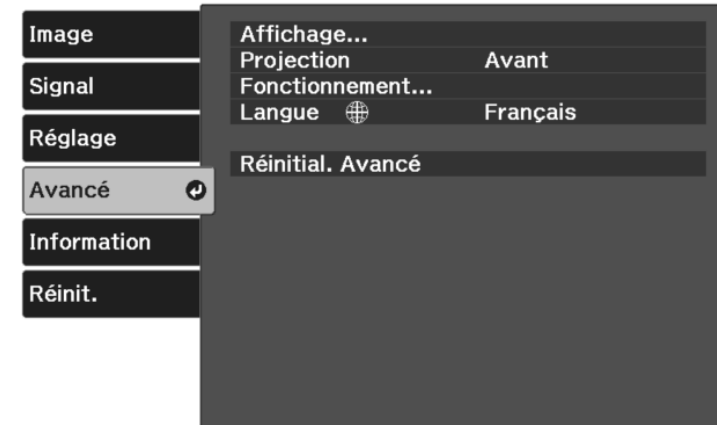 Image
Signal
Réglage
Avancé
Information
Réinit.
Affichage...
Projection Avant
Fonctionnement...
Langue Français
Réinitial. Avancé